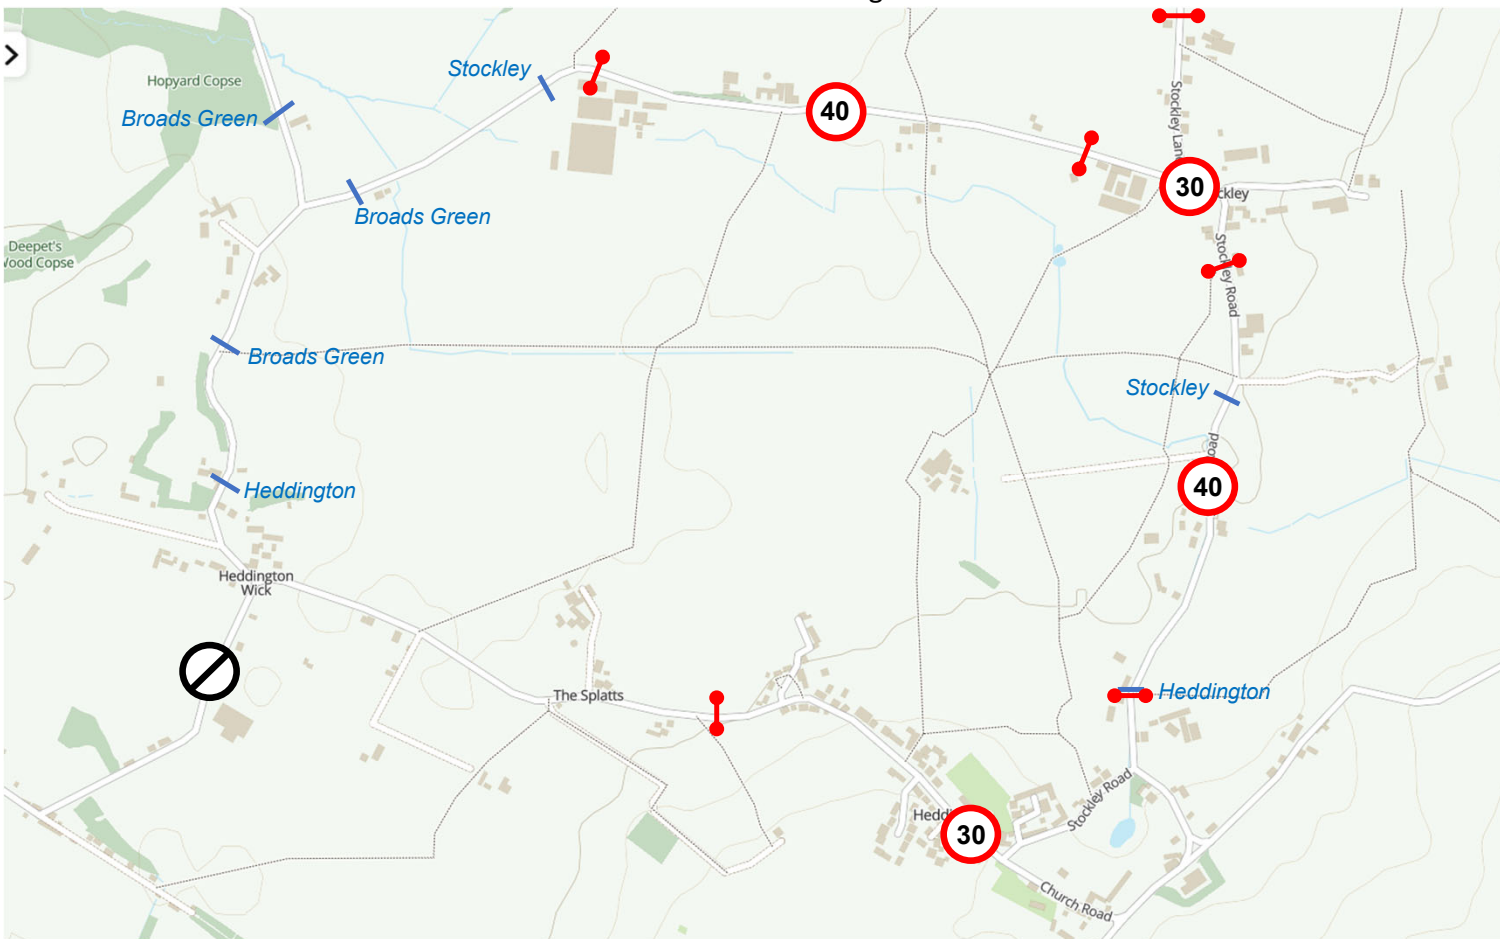 Hopyard Copse
Stockley
Broads Green
40
Stockley Lane
30
ckley
Broads Green
Deepet's
Wood Copse
Stockley Road
Broads Green
Stockley
Heddington
40
Heddington
Wick
The Splatts
Heddington
Stockley Road
30
Church Road